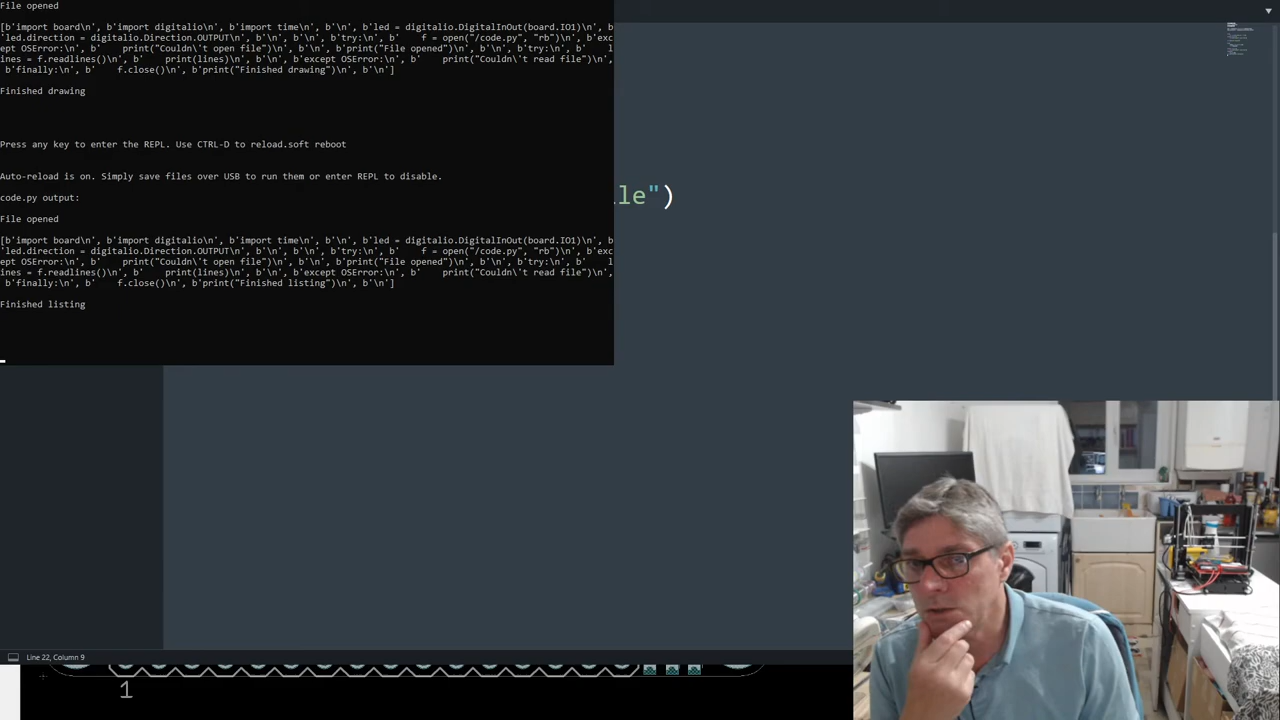 File opened
[b'import board\n', b'import digitalio\n', b'import time\n', b'\n', b'led = digitalio.DigitalInOut(board.IO1)\n', b
'led.direction = digitalio.Direction.OUTPUT\n', b'\n', b'\n', b'try:\n', b'    f = open("/code.py", "rb")\n', b'exc
ept OSError:\n', b'    print("Couldn\'t open file")\n', b'print("File opened")\n', b'\n', b'try:\n', b'    l
ines = f.readlines()\n', b'    print(lines)\n', b'\n', b'except OSError:\n', b'    print("Couldn\'t read file")\n',
 b'finally:\n', b'    f.close()\n', b'print("Finished drawing")\n', b'\n']
Finished drawing
Press any key to enter the REPL. Use CTRL-D to reload.soft reboot
Auto-reload is on. Simply save files over USB to run them or enter REPL to disable.
code.py output:
File opened
[b'import board\n', b'import digitalio\n', b'import time\n', b'\n', b'led = digitalio.DigitalInOut(board.IO1)\n', b
'led.direction = digitalio.Direction.OUTPUT\n', b'\n', b'\n', b'try:\n', b'    f = open("/code.py", "rb")\n', b'exc
ept OSError:\n', b'    print("Couldn\'t open file")\n', b'print("File opened")\n', b'\n', b'try:\n', b'    l
ines = f.readlines()\n', b'    print(lines)\n', b'\n', b'except OSError:\n', b'    print("Couldn\'t read file")\n',
 b'finally:\n', b'    f.close()\n', b'print("Finished listing")\n', b'\n']
Finished listing
le")
Line 22, Column 9
1